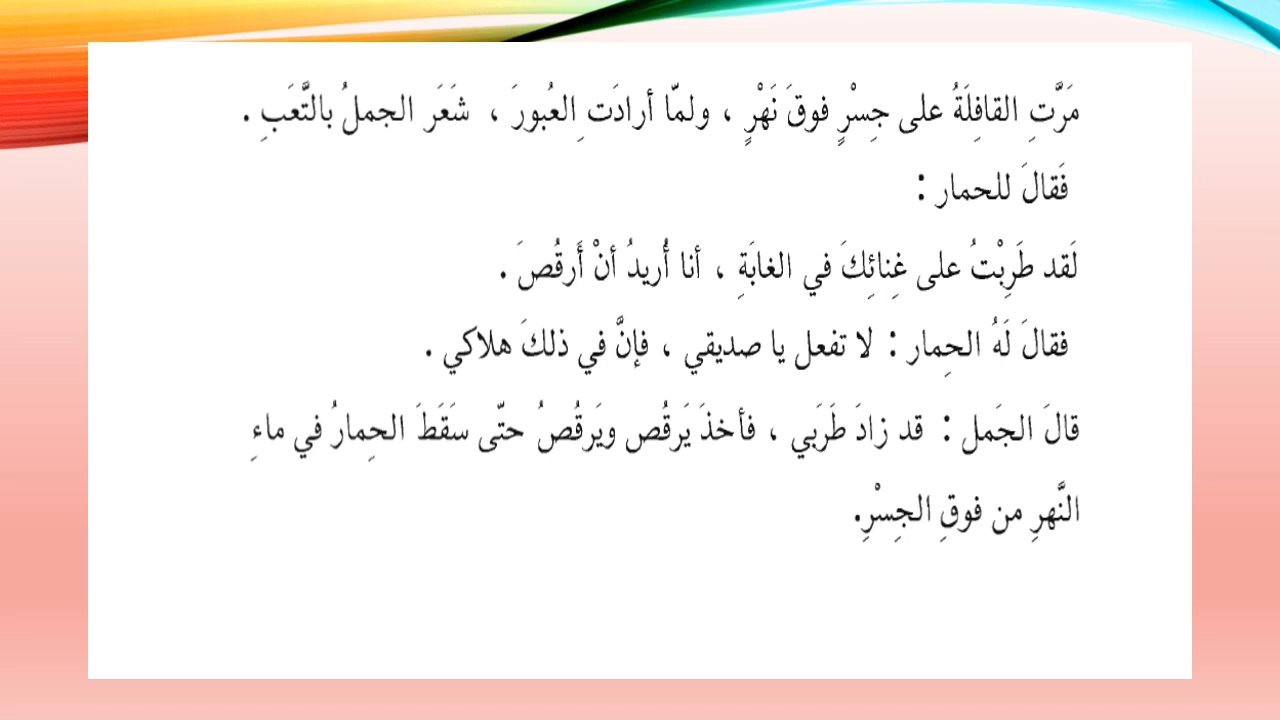 مَرَّتِ القافِلَةُ على جِسْرٍ فوقَ نَهْرٍ ، ولمّا أرادَت ِالعُبورَ ، شَعَر الجملُ بالتَّعَبِ .
فَقالَ للحمار :
لَقد طَرِبْتُ على غِنائِكَ في الغابَةِ ، أنا أُريدُ أنْ أَرقُصَ .
فقالَ لَهُ الحِمار : لا تفعل يا صديقي ، فإنَّ في ذلكَ هلاكي .
قالَ الجَمل : قد زادَ طَرَبي ، فأخذَ يَرقُص ويَرقُصُ حتّى سَقَطَ الحِمارُ في ماءِ
النَّهرِ من فوقِ الجِسْرِ.